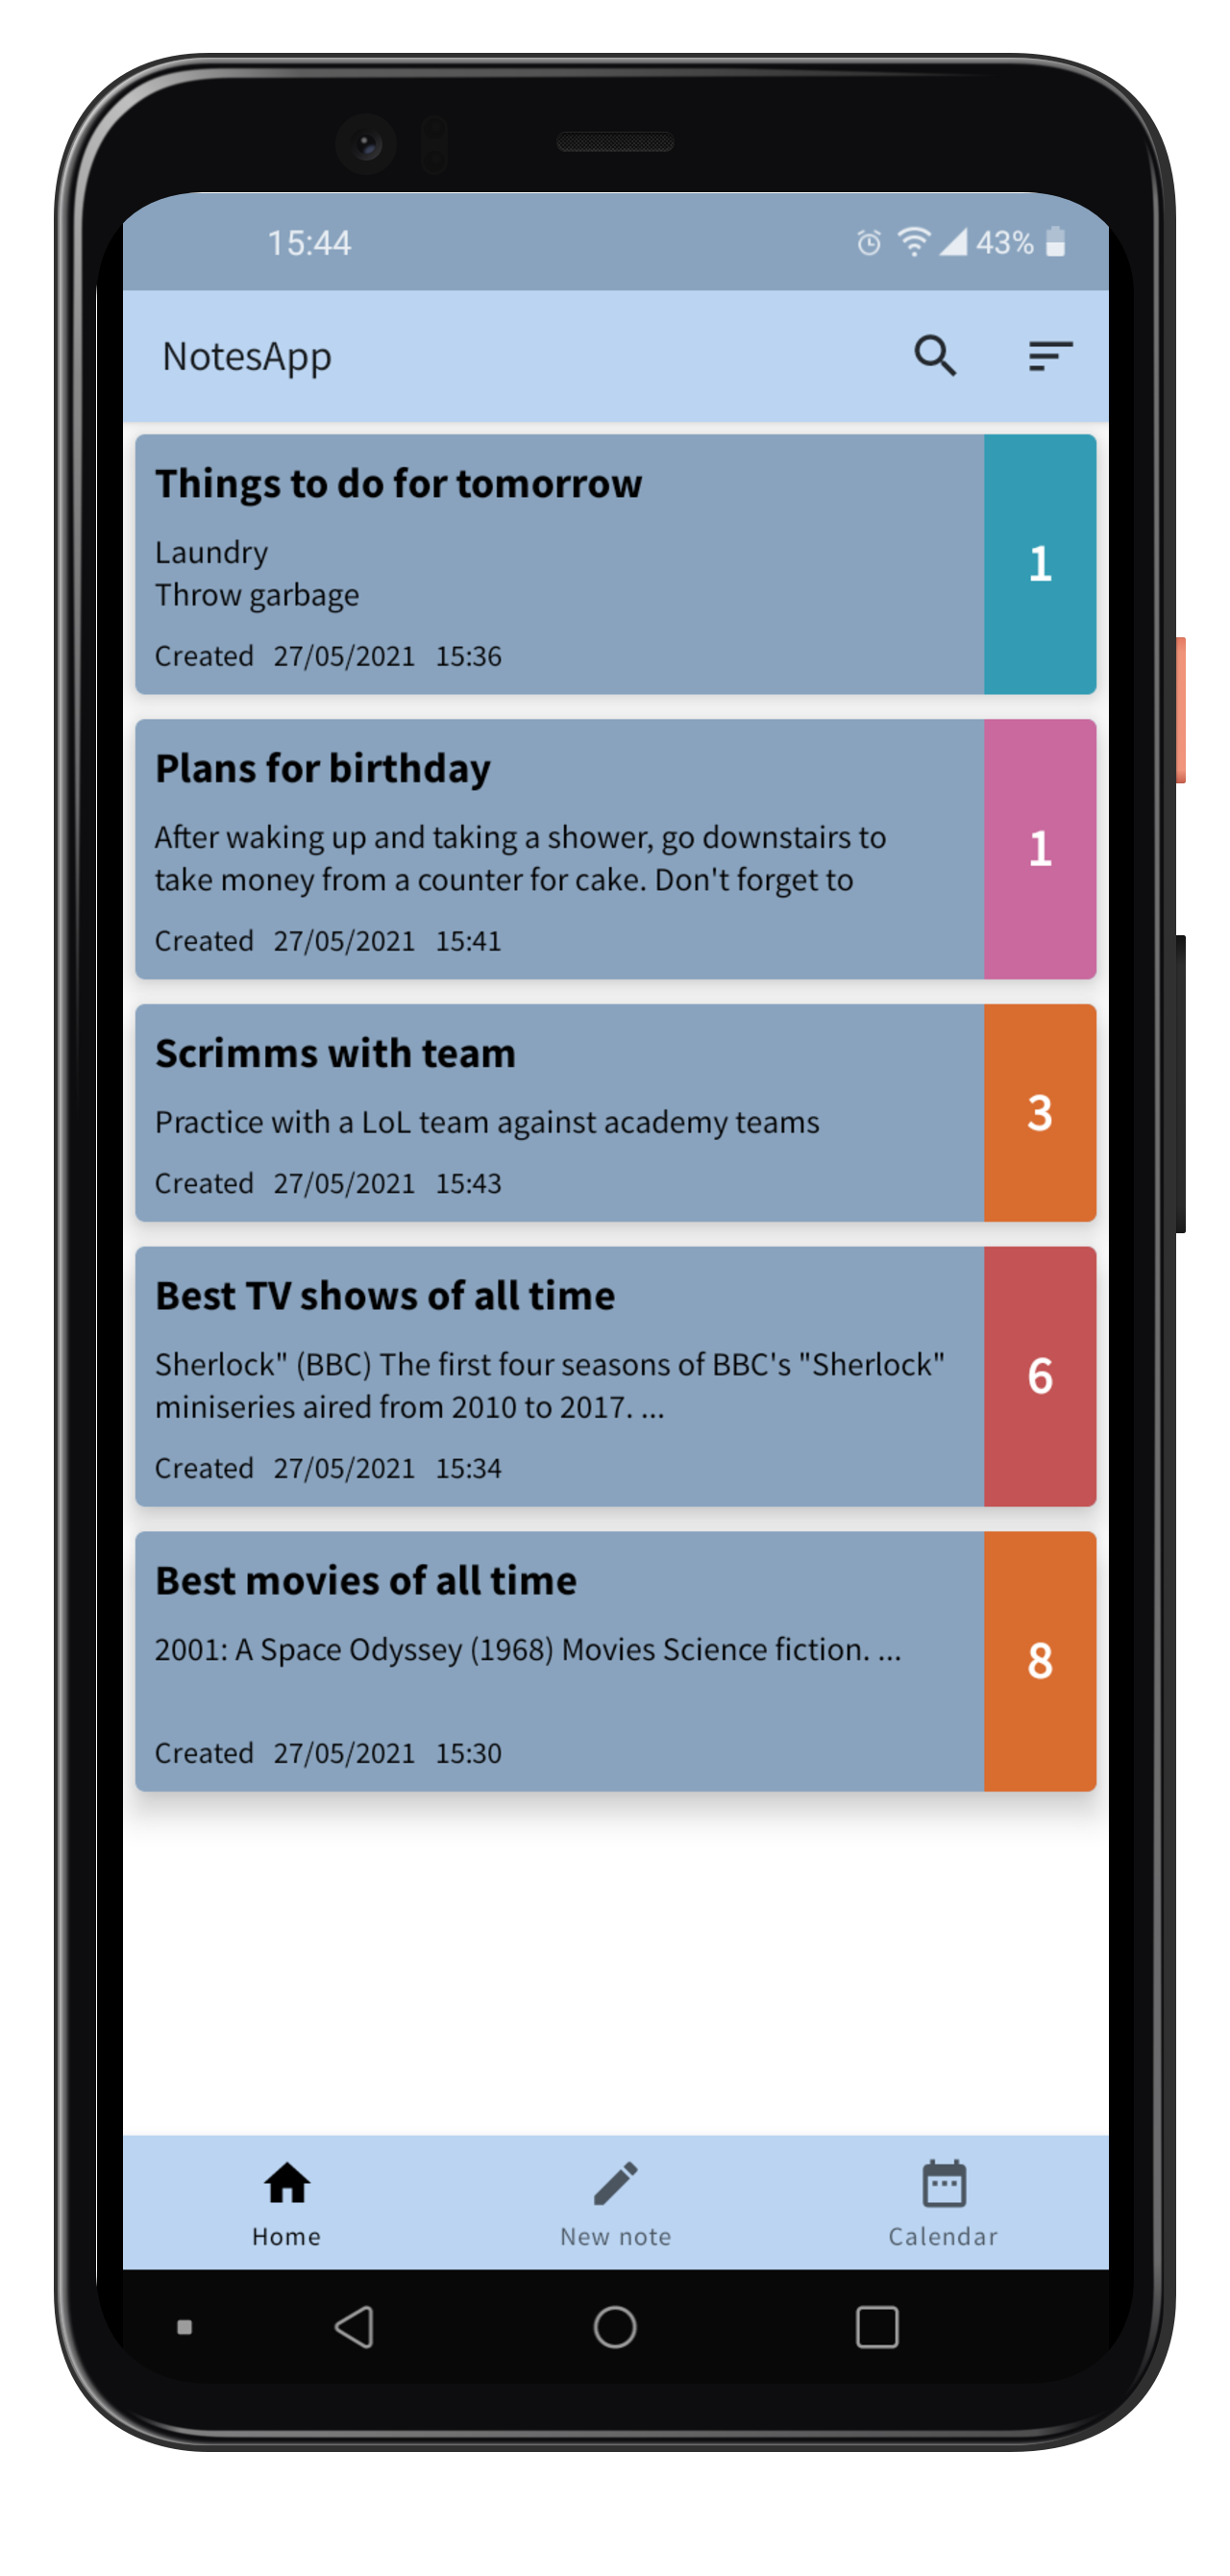 15:44 43%
NotesApp
Things to do for tomorrow
Laundry
Throw garbage
Created 27/05/2021 15:36
1
Plans for birthday
After waking up and taking a shower, go downstairs to
take money from a counter for cake. Don't forget to
Created 27/05/2021 15:41
1
Scrimms with team
Practice with a LoL team against academy teams
Created 27/05/2021 15:43
3
Best TV shows of all time
Sherlock" (BBC) The first four seasons of BBC's "Sherlock"
miniseries aired from 2010 to 2017. ...
Created 27/05/2021 15:34
6
Best movies of all time
2001: A Space Odyssey (1968) Movies Science fiction. ...
Created 27/05/2021 15:30
8
Home New note Calendar